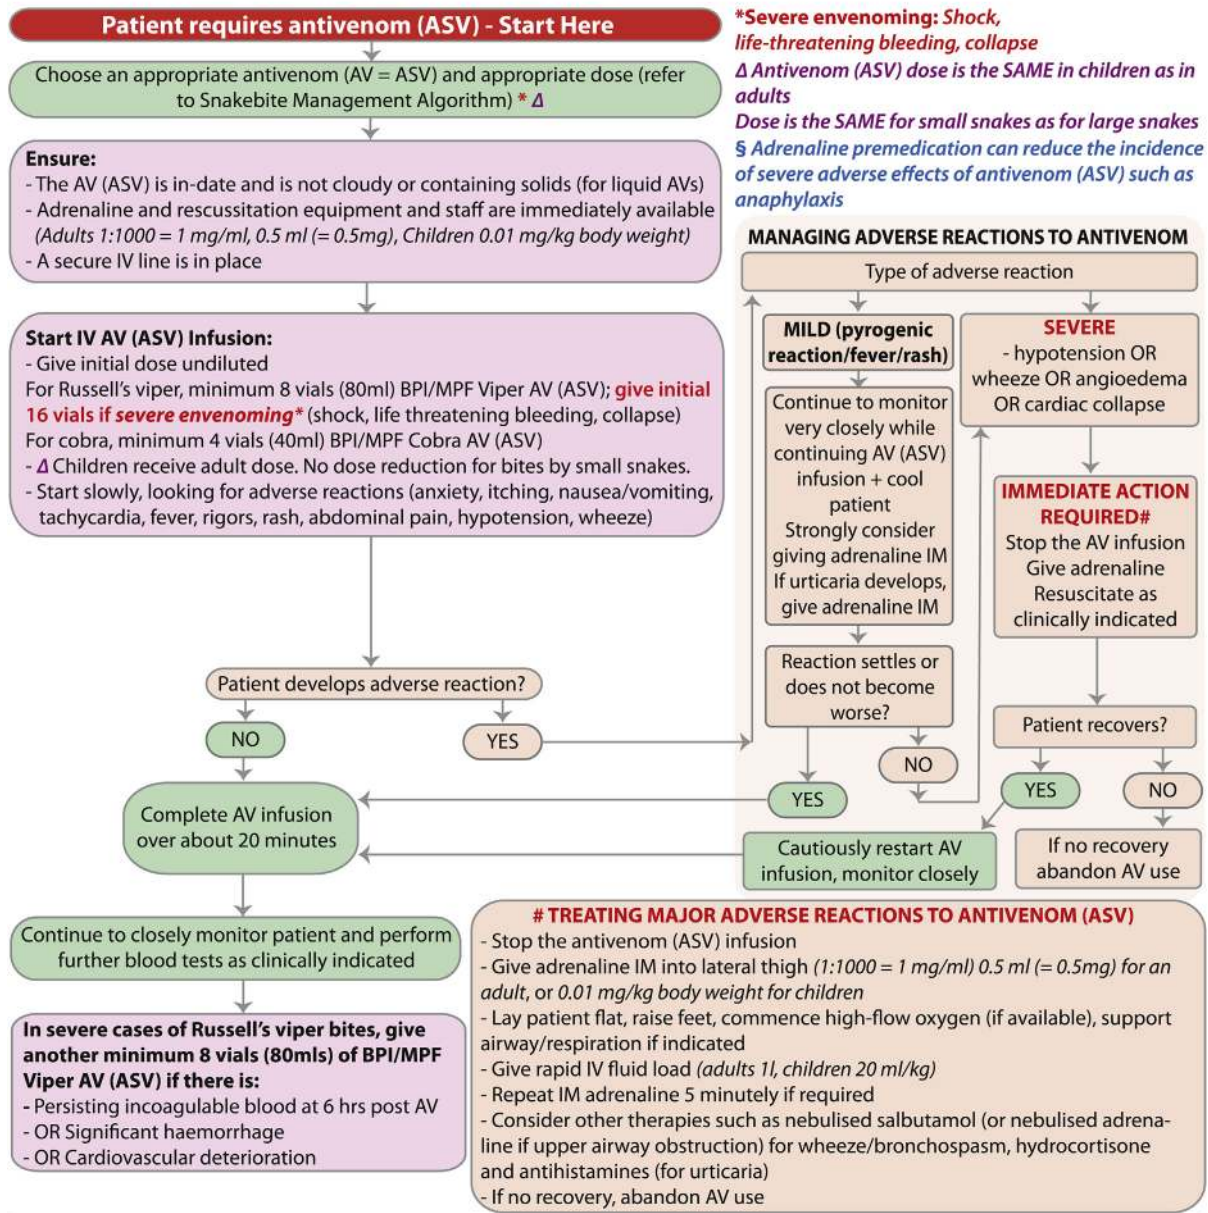 Patient requires antivenom (ASV) - Start Here
Choose an appropriate antivenom (AV = ASV) and appropriate dose (refer
to Snakebite Management Algorithm) * Δ
Ensure:
- The AV (ASV) is in-date and is not cloudy or containing solids (for liquid AVs)
- Adrenaline and rescussitation equipment and staff are immediately available
(Adults 1:1000 = 1 mg/ml, 0.5 ml (= 0.5mg), Children 0.01 mg/kg body weight)
- A secure IV line is in place
Start IV AV (ASV) Infusion:
- Give initial dose undiluted
For Russell's viper, minimum 8 vials (80ml) BPI/MPF Viper AV (ASV); give initial
16 vials if severe envenoming* (shock, life threatening bleeding, collapse)
For cobra, minimum 4 vials (40ml) BPI/MPF Cobra AV (ASV)
- Δ Children receive adult dose. No dose reduction for bites by small snakes.
- Start slowly, looking for adverse reactions (anxiety, itching, nausea/vomiting,
tachycardia, fever, rigors, rash, abdominal pain, hypotension, wheeze)
Patient develops adverse reaction?
NO
YES
Complete AV infusion
over about 20 minutes
Continue to closely monitor patient and perform
further blood tests as clinically indicated
In severe cases of Russell's viper bites, give
another minimum 8 vials (80mls) of BPI/MPF
Viper AV (ASV) if there is:
- Persisting incoagulable blood at 6 hrs post AV
- OR Significant haemorrhage
- OR Cardiovascular deterioration
*Severe envenoming: Shock,
life-threatening bleeding, collapse
Δ Antivenom (ASV) dose is the SAME in children as in
adults
Dose is the SAME for small snakes as for large snakes
§ Adrenaline premedication can reduce the incidence
of severe adverse effects of antivenom (ASV) such as
anaphylaxis
MANAGING ADVERSE REACTIONS TO ANTIVENOM
Type of adverse reaction
MILD (pyrogenic
reaction/fever/rash)
Continue to monitor
very closely while
continuing AV (ASV)
infusion + cool
patient
Strongly consider
giving adrenaline IM
If urticaria develops,
give adrenaline IM
Reaction settles or
does not become
worse?
YES
NO
SEVERE
- hypotension OR
wheeze OR angioedema
OR cardiac collapse
IMMEDIATE ACTION
REQUIRED#
Stop the AV infusion
Give adrenaline
Resuscitate as
clinically indicated
Patient recovers?
YES
NO
Cautiously restart AV
infusion, monitor closely
If no recovery
abandon AV use
# TREATING MAJOR ADVERSE REACTIONS TO ANTIVENOM (ASV)
- Stop the antivenom (ASV) infusion
- Give adrenaline IM into lateral thigh (1:1000 = 1 mg/ml) 0.5 ml (= 0.5mg) for an
adult, or 0.01 mg/kg body weight for children
- Lay patient flat, raise feet, commence high-flow oxygen (if available), support
airway/respiration if indicated
- Give rapid IV fluid load (adults 1l, children 20 ml/kg)
- Repeat IM adrenaline 5 minutely if required
- Consider other therapies such as nebulised salbutamol (or nebulised adrena-
line if upper airway obstruction) for wheeze/bronchospasm, hydrocortisone
and antihistamines (for urticaria)
- If no recovery, abandon AV use